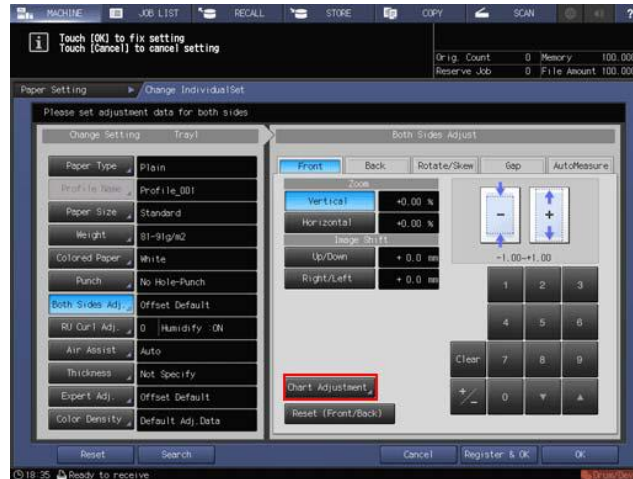 MACHINE JOB LIST RECALL STORE COPY SCAN ?
Touch [OK] to fix setting
Touch [Cancel] to cancel setting
Orig. Count 0 Memory 100.00
Reserve Job 0 File Amount 100.00
Paper Setting Change IndividualSet
Please set adjustment data for both sides
Change Setting Tray1
Both Sides Adjust
Paper Type Plain
Profile Name Profile_001
Paper Size Standard
Weight 81-91g/m2
Colored Paper White
Punch No Hole-Punch
Both Sides Adj. Offset Default
RU Curl Adj. 0 Humidify :ON
Air Assist Auto
Thickness Not Specify
Expert Adj. Offset Default
Color Density Default Adj.Data
Front Back Rotate/Skew Gap AutoMeasure
Zoom
Vertical +0.00 %
Horizontal +0.00 %
Image Shift
Up/Down + 0.0 mm
Right/Left + 0.0 mm
- +
-1.00~+1.00
1 2 3
4 5 6
Clear 7 8 9
+/- 0 ▼ ▲
Chart Adjustment
Reset (Front/Back)
Reset Search Cancel Register & OK OK
18:35 Ready to receive